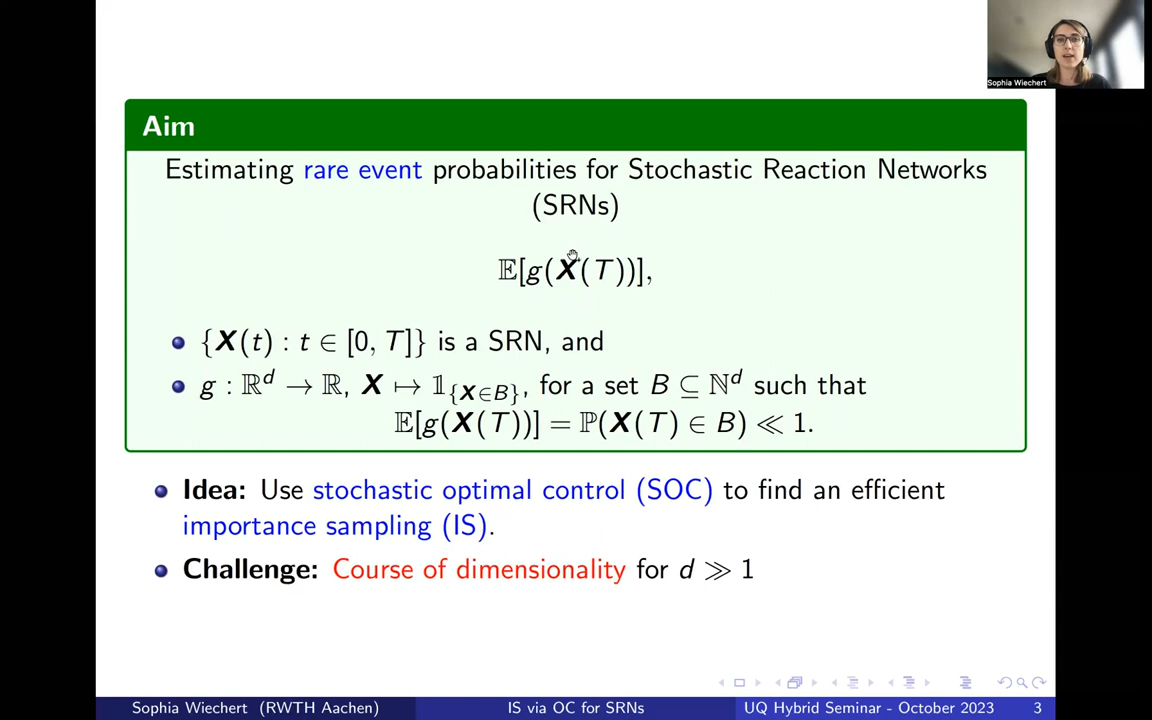 Sophia Wiechert
Aim
Estimating rare event probabilities for Stochastic Reaction Networks
(SRNs)
𝔼[g(X(T))],
{X(t) : t ∈ [0, T]} is a SRN, and
g : ℝ^d → ℝ, X ↦ 𝟙_{X∈B}, for a set B ⊆ ℕ^d such that
𝔼[g(X(T))] = ℙ(X(T) ∈ B) ≪ 1.
Idea: Use stochastic optimal control (SOC) to find an efficient
importance sampling (IS).
Challenge: Course of dimensionality for d ≫ 1
Sophia Wiechert (RWTH Aachen) IS via OC for SRNs UQ Hybrid Seminar - October 2023 3